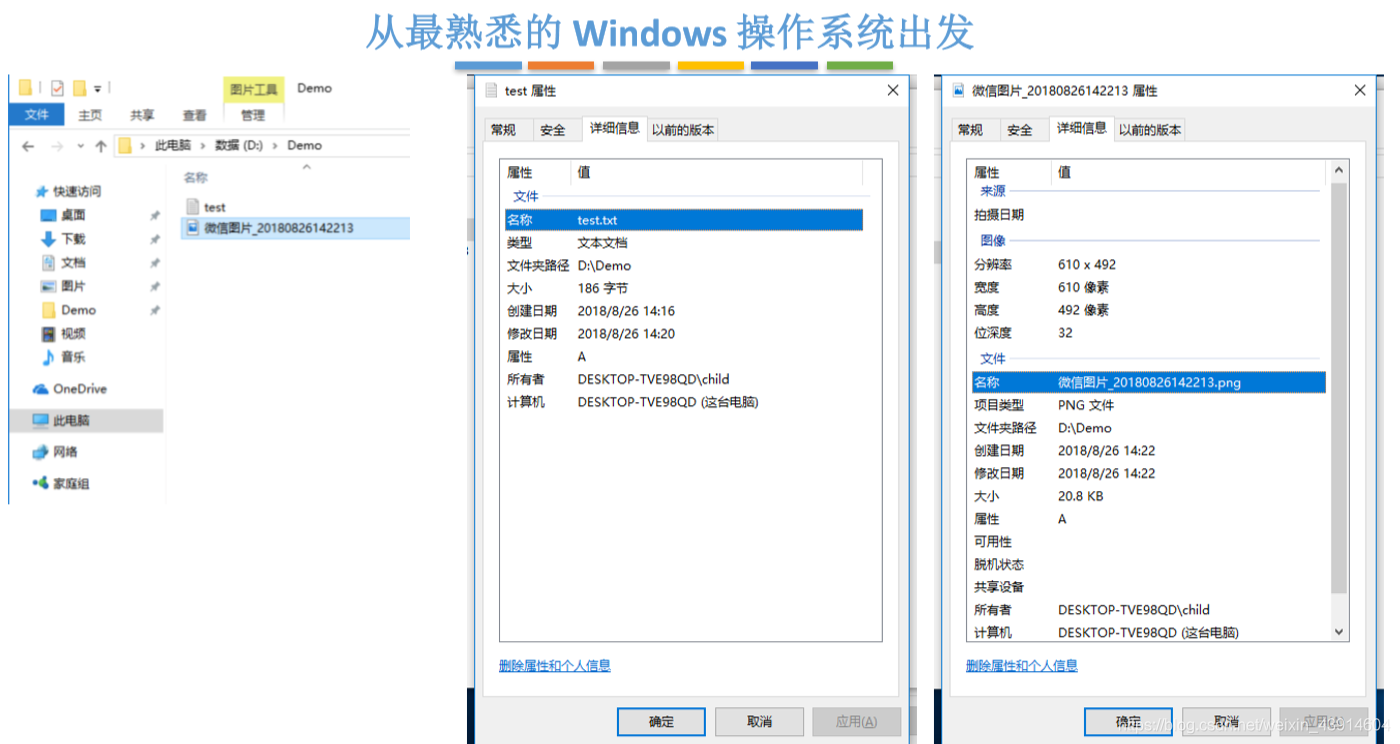 从最熟悉的 Windows 操作系统出发
图片工具 Demo
文件 主页 共享 查看 管理
此电脑 数据 (D:) Demo
快速访问
桌面
下载
文档
图片
Demo
视频
音乐
OneDrive
此电脑
网络
家庭组
名称
test
微信图片_20180826142213
test 属性
常规 安全 详细信息 以前的版本
属性 值
文件
名称 test.txt
类型 文本文档
文件夹路径 D:\Demo
大小 186 字节
创建日期 2018/8/26 14:16
修改日期 2018/8/26 14:20
属性 A
所有者 DESKTOP-TVE98QD\child
计算机 DESKTOP-TVE98QD (这台电脑)
删除属性和个人信息
确定 取消 应用(A)
微信图片_20180826142213 属性
常规 安全 详细信息 以前的版本
属性 值
来源
拍摄日期
图像
分辨率 610 x 492
宽度 610 像素
高度 492 像素
位深度 32
文件
名称 微信图片_20180826142213.png
项目类型 PNG 文件
文件夹路径 D:\Demo
创建日期 2018/8/26 14:22
修改日期 2018/8/26 14:22
大小 20.8 KB
属性 A
可用性
脱机状态
共享设备
所有者 DESKTOP-TVE98QD\child
计算机 DESKTOP-TVE98QD (这台电脑)
删除属性和个人信息
确定 取消 应用(A)